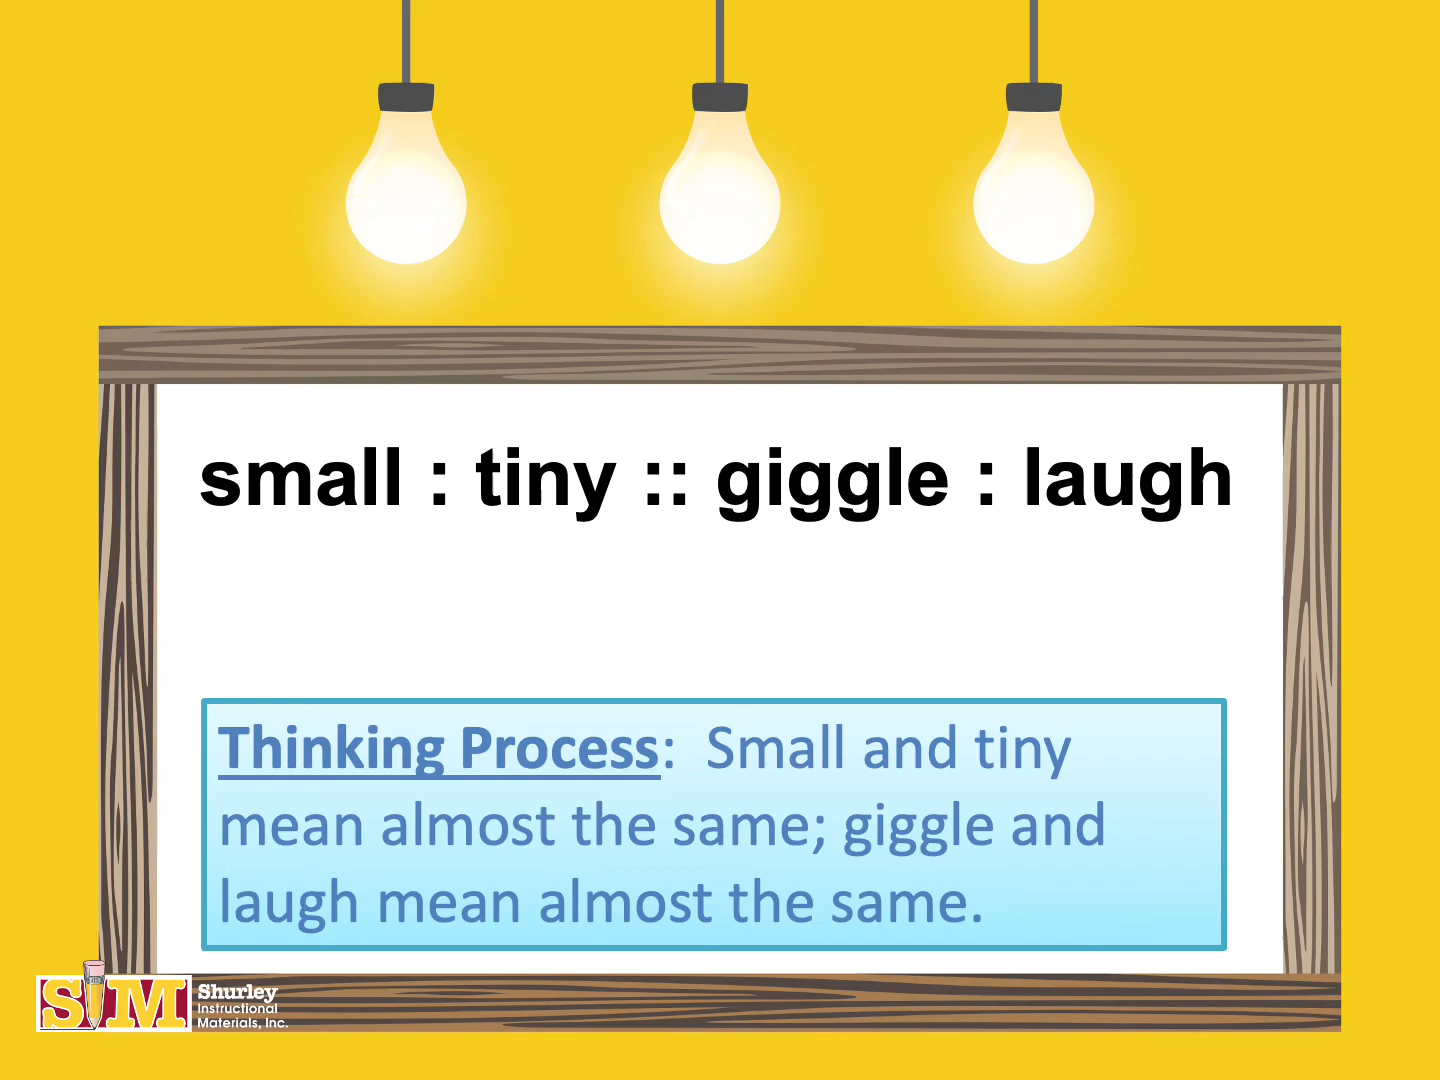 small : tiny :: giggle : laugh
Thinking Process:  Small and tiny
mean almost the same; giggle and
laugh mean almost the same.
SIM
Shurley
Instructional
Materials, Inc.